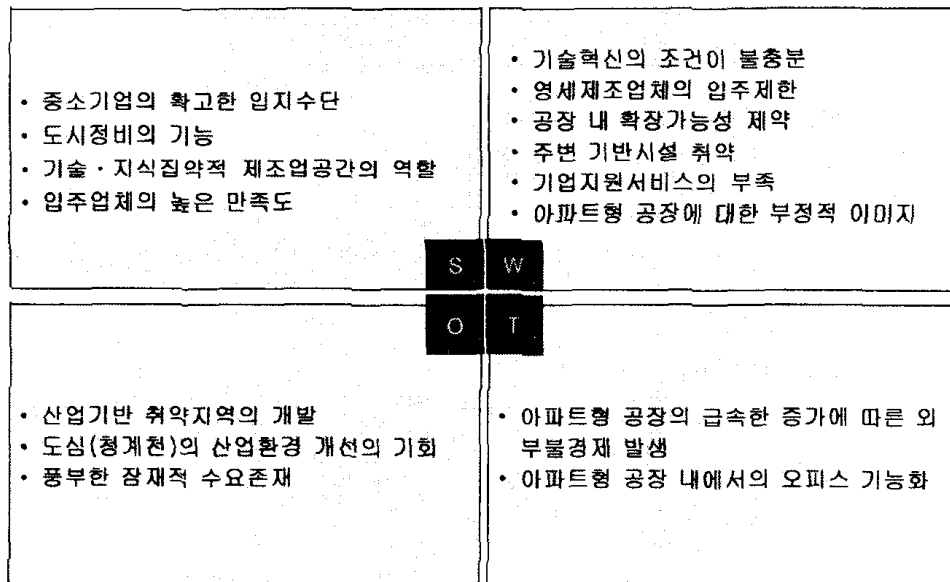 • 중소기업의 확고한 입지수단
• 도시정비의 기능
• 기술·지식집약적 제조업공간의 역할
• 입주업체의 높은 만족도
• 기술혁신의 조건이 불충분
• 영세제조업체의 입주제한
• 공장 내 확장가능성 제약
• 주변 기반시설 취약
• 기업지원서비스의 부족
• 아파트형 공장에 대한 부정적 이미지
S W
O T
• 산업기반 취약지역의 개발
• 도심(청계천)의 산업환경 개선의 기회
• 풍부한 잠재적 수요존재
• 아파트형 공장의 급속한 증가에 따른 외
부불경제 발생
• 아파트형 공장 내에서의 오피스 기능화